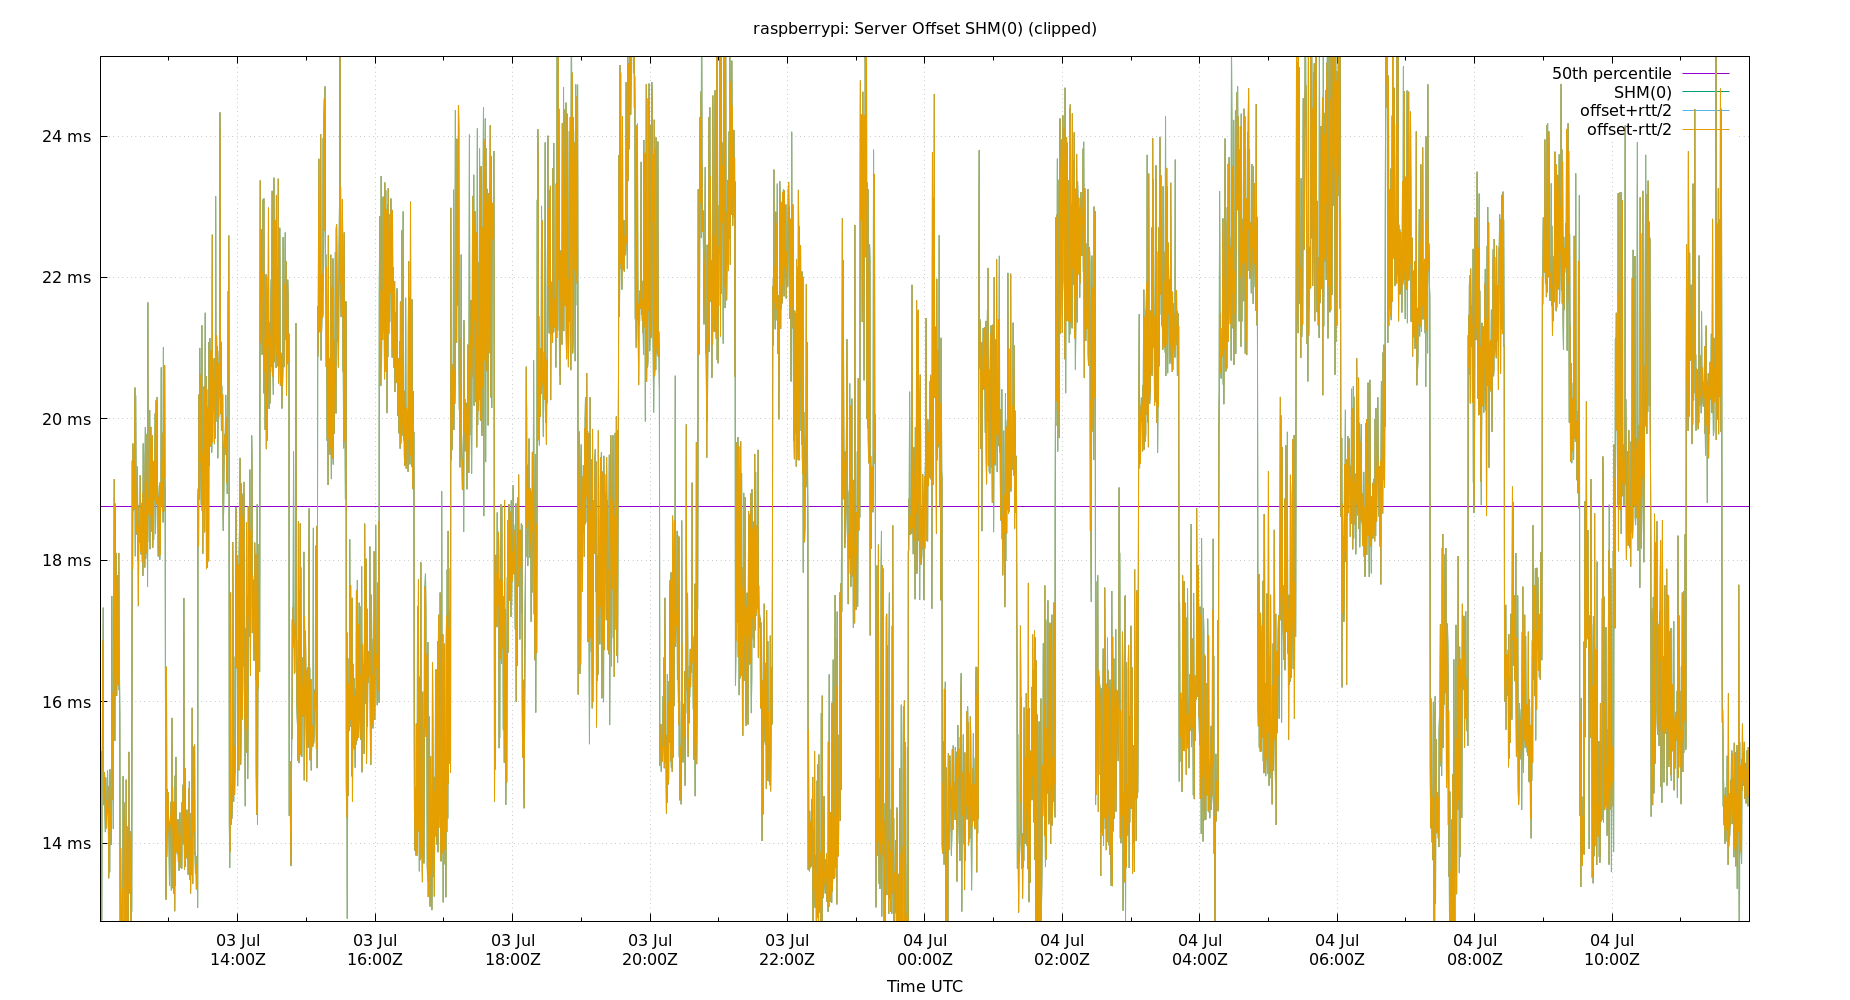 raspberrypi: Server Offset SHM(0) (clipped)
50th percentile
SHM(0)
offset+rtt/2
offset-rtt/2
24 ms
22 ms
20 ms
18 ms
16 ms
14 ms
03 Jul 03 Jul 03 Jul 03 Jul 03 Jul 04 Jul 04 Jul 04 Jul 04 Jul 04 Jul 04 Jul
14:00Z 16:00Z 18:00Z 20:00Z 22:00Z 00:00Z 02:00Z 04:00Z 06:00Z 08:00Z 10:00Z
Time UTC